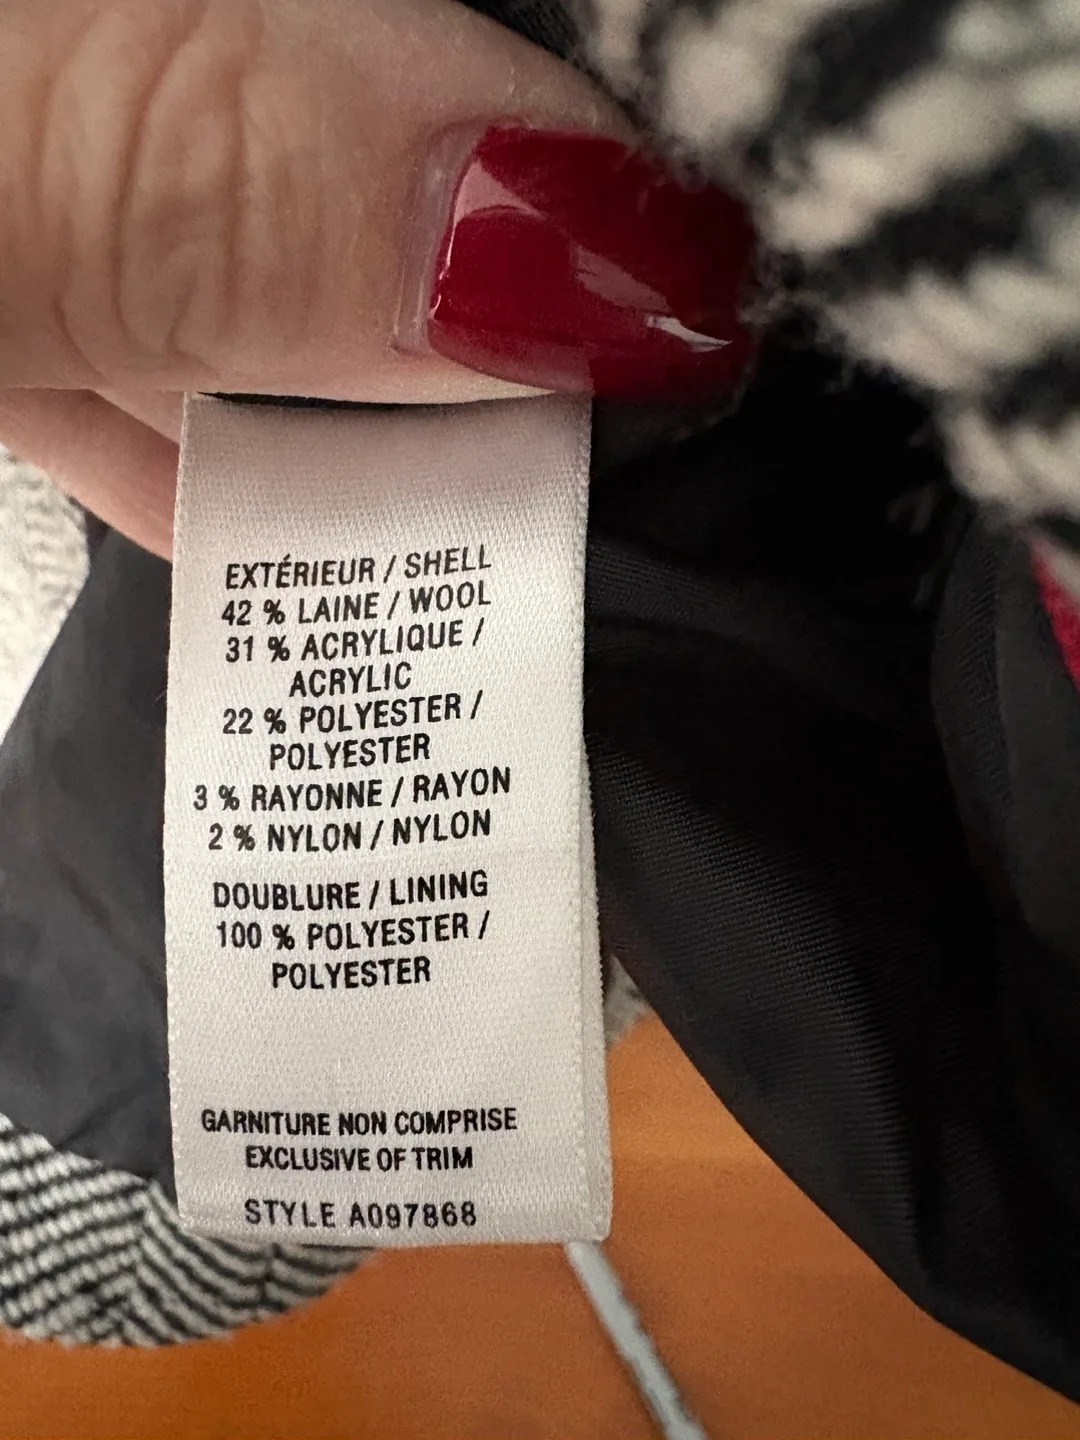 EXTÉRIEUR / SHELL
42 % LAINE / WOOL
31 % ACRYLIQUE /
ACRYLIC
22 % POLYESTER /
POLYESTER
3 % RAYONNE / RAYON
2 % NYLON / NYLON
DOUBLURE / LINING
100 % POLYESTER /
POLYESTER
GARNITURE NON COMPRISE
EXCLUSIVE OF TRIM
STYLE A097868